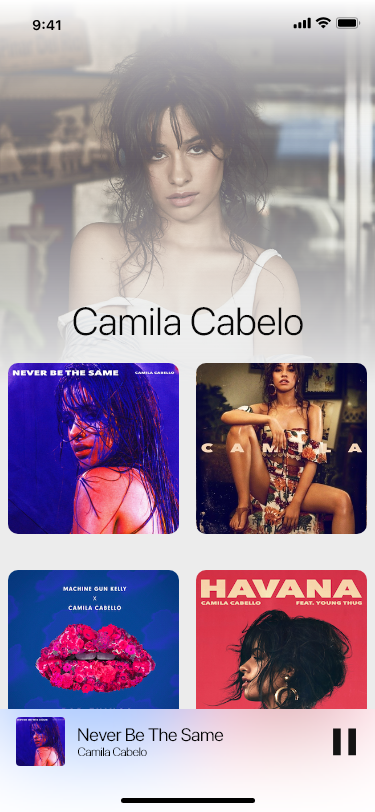 9:41
Camila Cabelo
NEVER BE THE SAME
CAMILA CABELLO
CAMILA
MACHINE GUN KELLY
X
CAMILA CABELLO
HAVANA
CAMILA CABELLO
FEAT. YOUNG THUG
Never Be The Same
Camila Cabelo